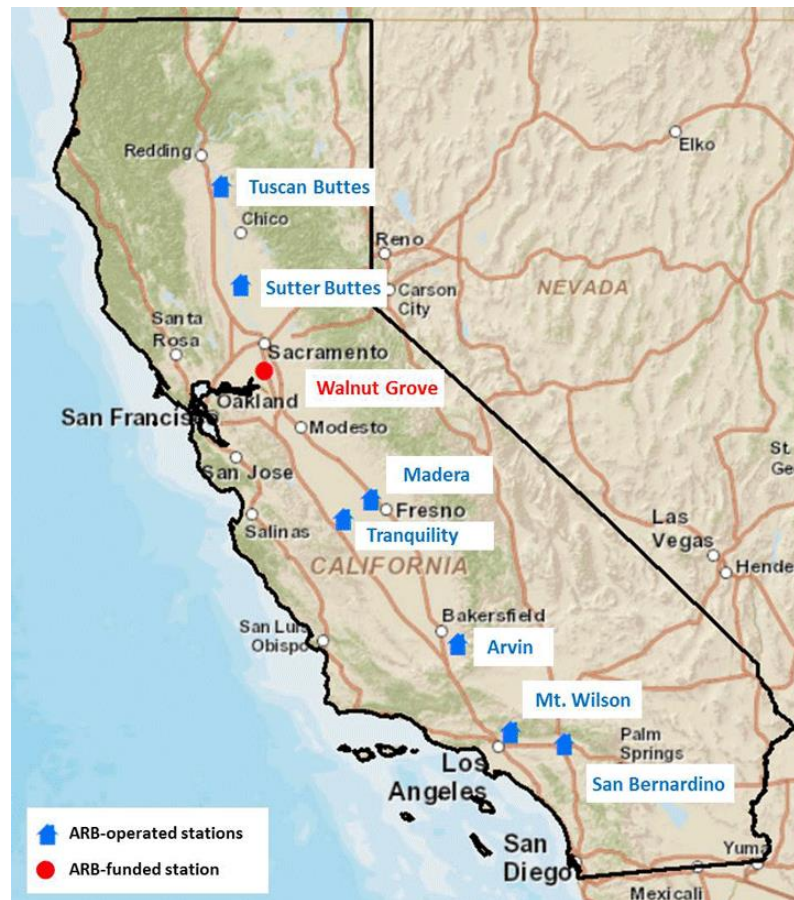 Redding
Elko
Tuscan Buttes
Chico
Reno
Sutter Buttes
Carson
City
NEVADA
Santa
Rosa
Sacramento
Walnut Grove
Oakland
San Francisco
Modesto
San Jose
Madera
St.
Ge
Fresno
Salinas
Tranquility
Las
Vegas
CALIFORNIA
Hende
Bakersfield
San Luis
Obispo
Arvin
Mt. Wilson
Palm
Springs
Los
Angeles
San Bernardino
ARB-operated stations
San
Diego
Yuma
ARB-funded station
Mexicali